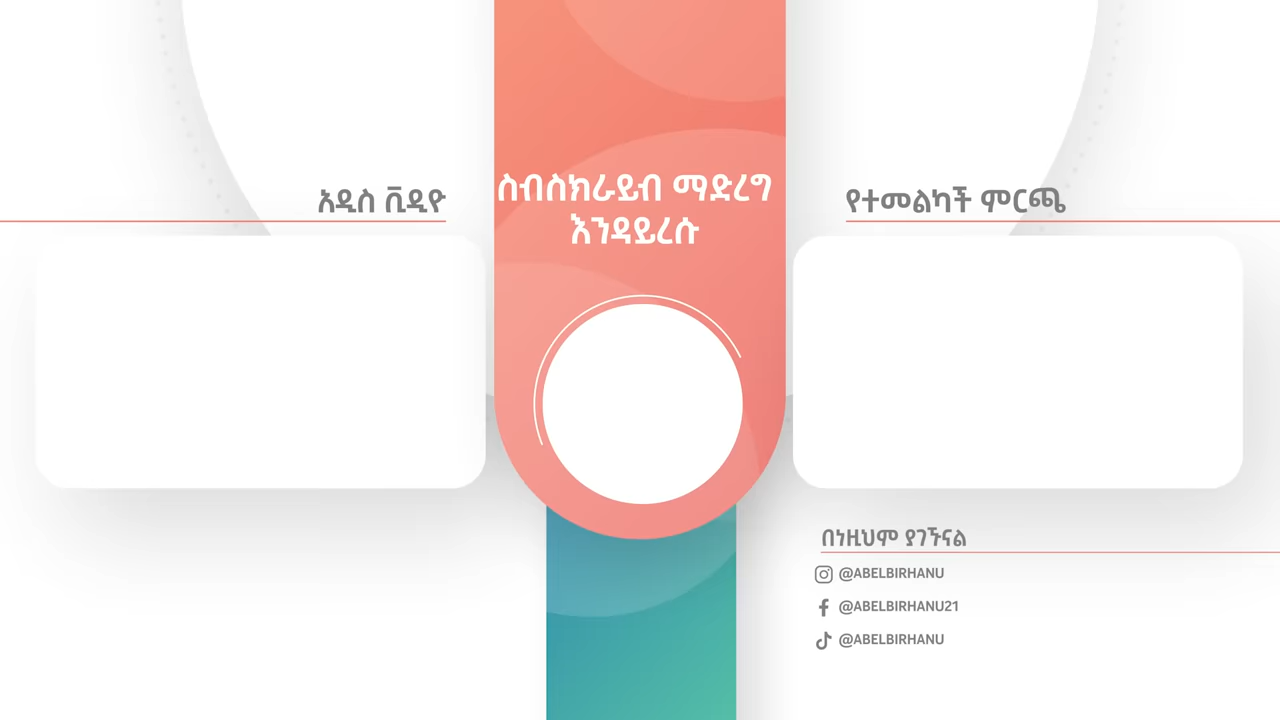 አዲስ ቪዲዮ
ስብስክራይብ ማድረግ
እንዳይረሱ
የተመልካች ምርጫ
በነዚህም ያገኙናል
@ABELBIRHANU
@ABELBIRHANU21
@ABELBIRHANU